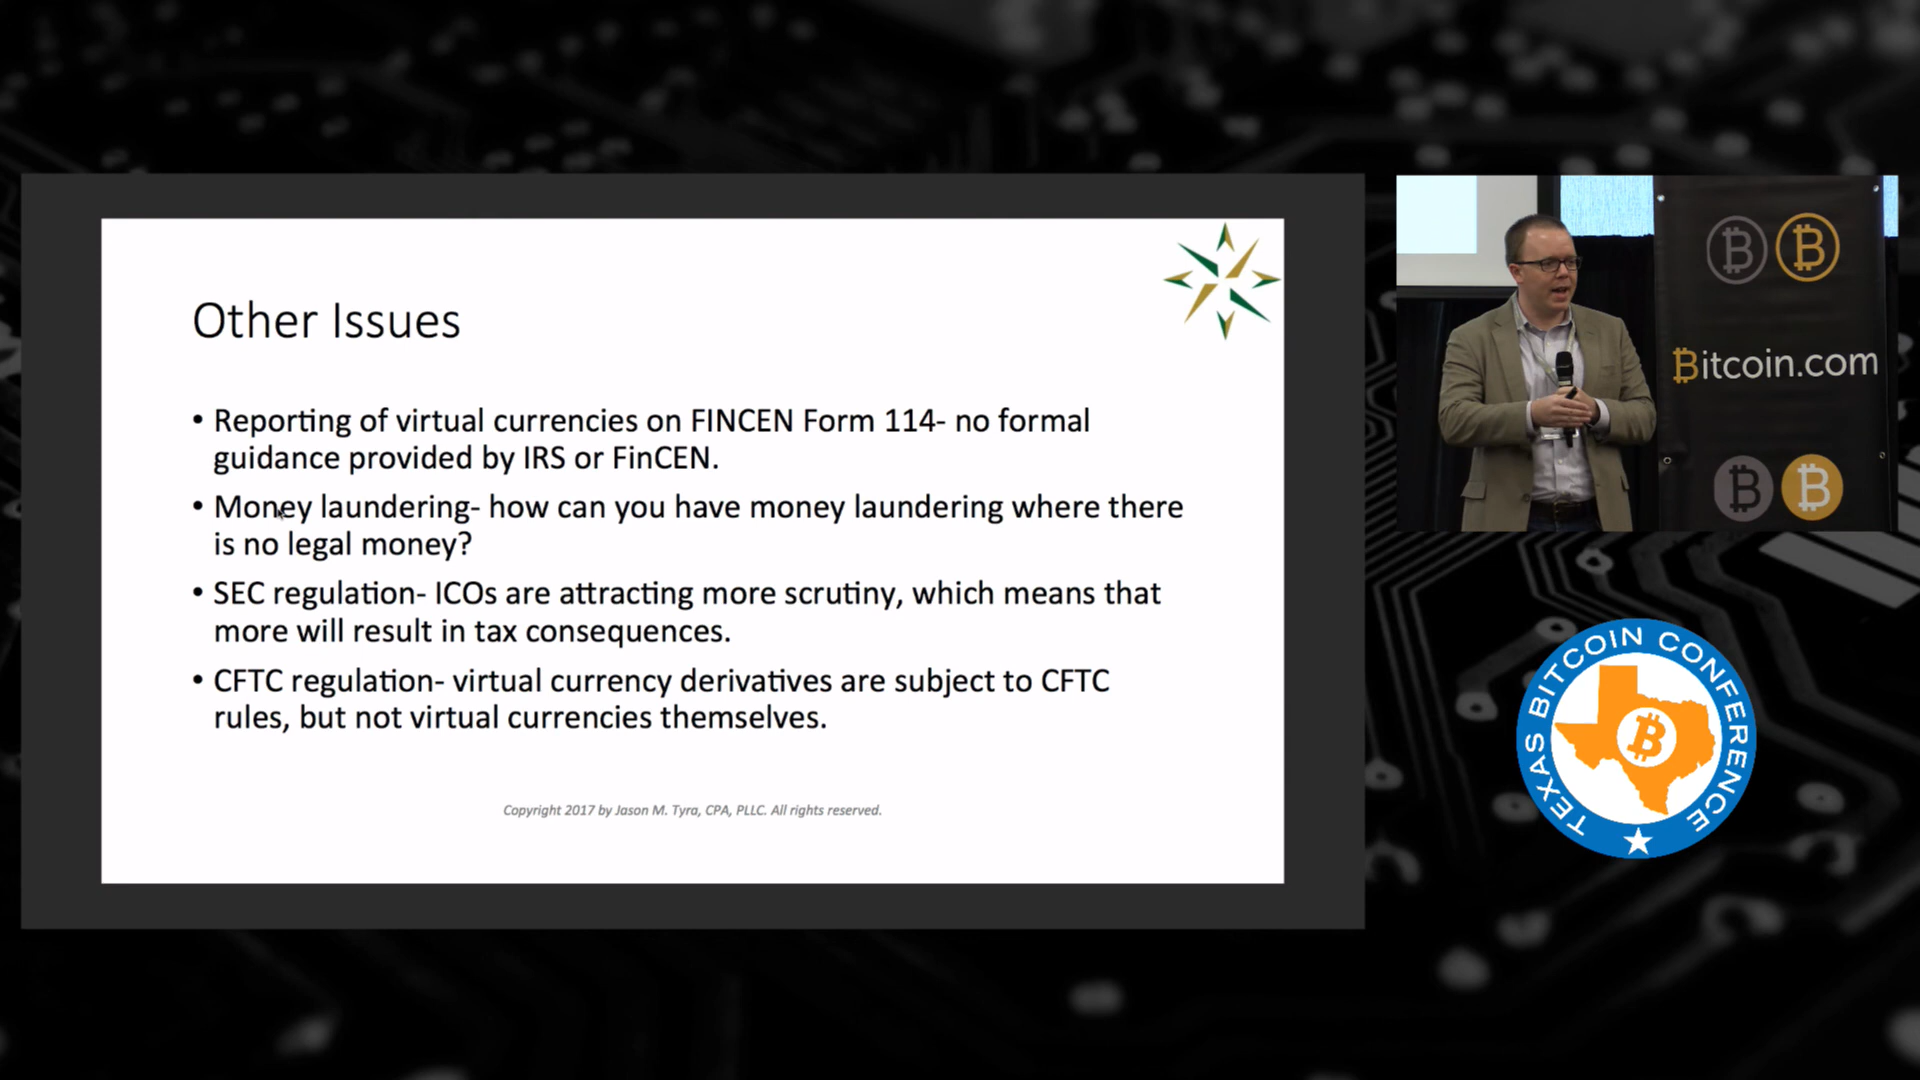 Other Issues
• Reporting of virtual currencies on FINCEN Form 114- no formal
guidance provided by IRS or FinCEN.
• Money laundering- how can you have money laundering where there
is no legal money?
• SEC regulation- ICOs are attracting more scrutiny, which means that
more will result in tax consequences.
• CFTC regulation- virtual currency derivatives are subject to CFTC
rules, but not virtual currencies themselves.
Copyright 2017 by Jason M. Tyra, CPA, PLLC. All rights reserved.
Bitcoin.com
TEXAS BITCOIN CONFERENCE